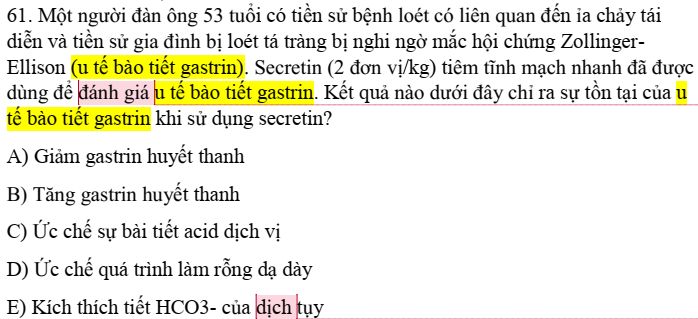 61. Một người đàn ông 53 tuổi có tiền sử bệnh loét có liên quan đến ỉa chảy tái
diễn và tiền sử gia đình bị loét tá tràng bị nghi ngờ mắc hội chứng Zollinger-
Ellison (u tế bào tiết gastrin). Secretin (2 đơn vị/kg) tiêm tĩnh mạch nhanh đã được
dùng để đánh giá u tế bào tiết gastrin. Kết quả nào dưới đây chỉ ra sự tồn tại của u
tế bào tiết gastrin khi sử dụng secretin?
A) Giảm gastrin huyết thanh
B) Tăng gastrin huyết thanh
C) Ức chế sự bài tiết acid dịch vị
D) Ức chế quá trình làm rỗng dạ dày
E) Kích thích tiết HCO3- của dịch tụy